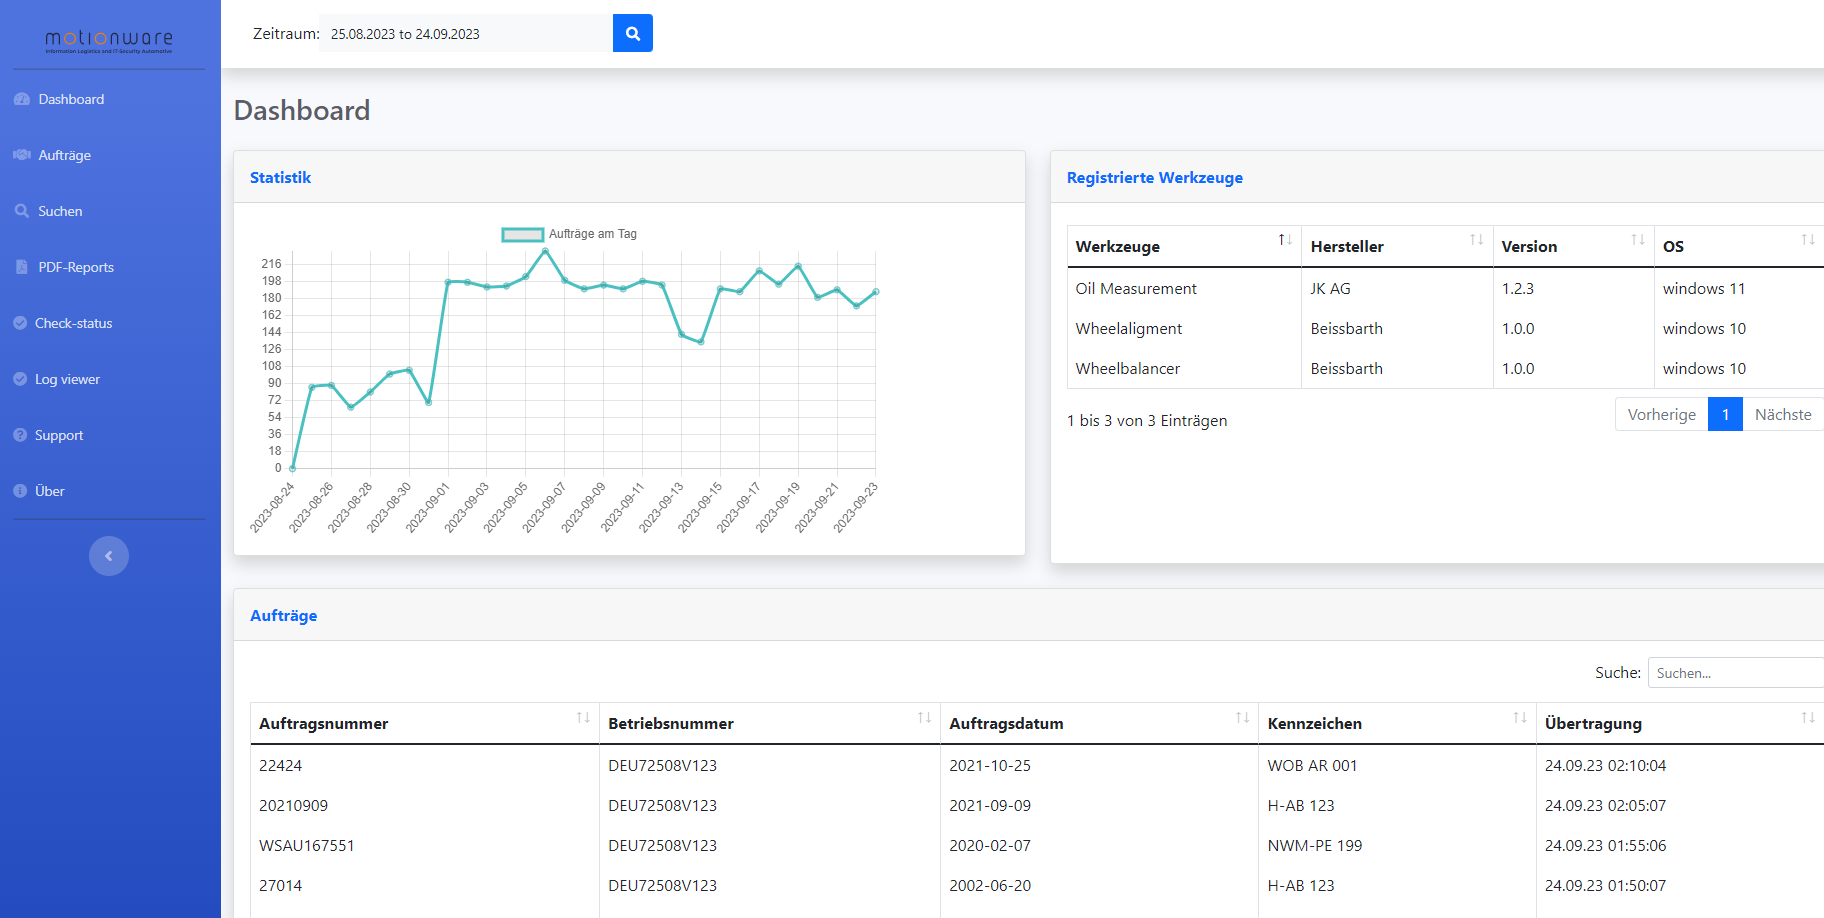 motionware
Information Logistics and IT-Security Automotive
Dashboard
Aufträge
Suchen
PDF-Reports
Check-status
Log viewer
Support
Über
Zeitraum: 25.08.2023 to 24.09.2023
Dashboard
Statistik
Aufträge am Tag
216
198
180
162
144
126
108
90
72
54
36
18
0
2023-08-24
2023-08-26
2023-08-28
2023-08-30
2023-09-01
2023-09-03
2023-09-05
2023-09-07
2023-09-09
2023-09-11
2023-09-13
2023-09-15
2023-09-17
2023-09-19
2023-09-21
2023-09-23
Registrierte Werkzeuge
Werkzeuge Hersteller Version OS
Oil Measurement JK AG 1.2.3 windows 11
Wheelaligment Beissbarth 1.0.0 windows 10
Wheelbalancer Beissbarth 1.0.0 windows 10
1 bis 3 von 3 Einträgen
Vorherige 1 Nächste
Aufträge
Suche: Suchen...
Auftragsnummer Betriebsnummer Auftragsdatum Kennzeichen Übertragung
22424 DEU72508V123 2021-10-25 WOB AR 001 24.09.23 02:10:04
20210909 DEU72508V123 2021-09-09 H-AB 123 24.09.23 02:05:07
WSAU167551 DEU72508V123 2020-02-07 NWM-PE 199 24.09.23 01:55:06
27014 DEU72508V123 2002-06-20 H-AB 123 24.09.23 01:50:07